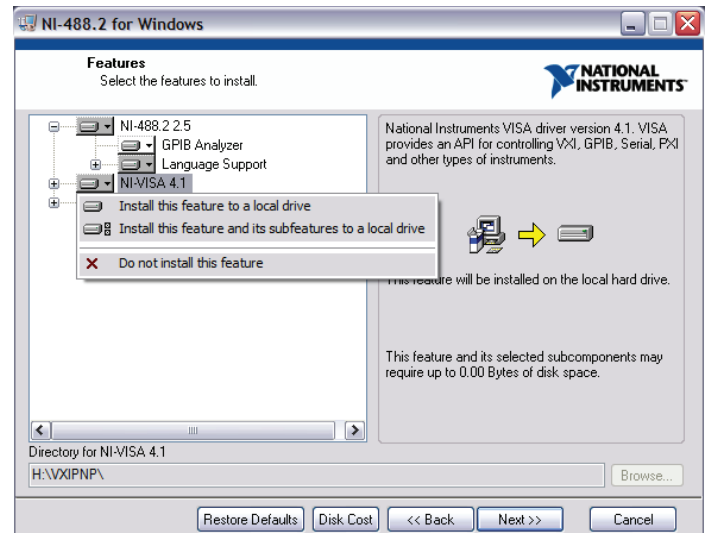 NI-488.2 for Windows
Features
Select the features to install.
NATIONAL
INSTRUMENTS
NI-488.2 2.5
GPIB Analyzer
Language Support
NI-VISA 4.1
Install this feature to a local drive
Install this feature and its subfeatures to a local drive
Do not install this feature
National Instruments VISA driver version 4.1. VISA
provides an API for controlling VXI, GPIB, Serial, PXI
and other types of instruments.
This feature will be installed on the local hard drive.
This feature and its selected subcomponents may
require up to 0.00 Bytes of disk space.
Directory for NI-VISA 4.1
H:\VXIPNP\
Browse...
Restore Defaults
Disk Cost
<< Back
Next >>
Cancel